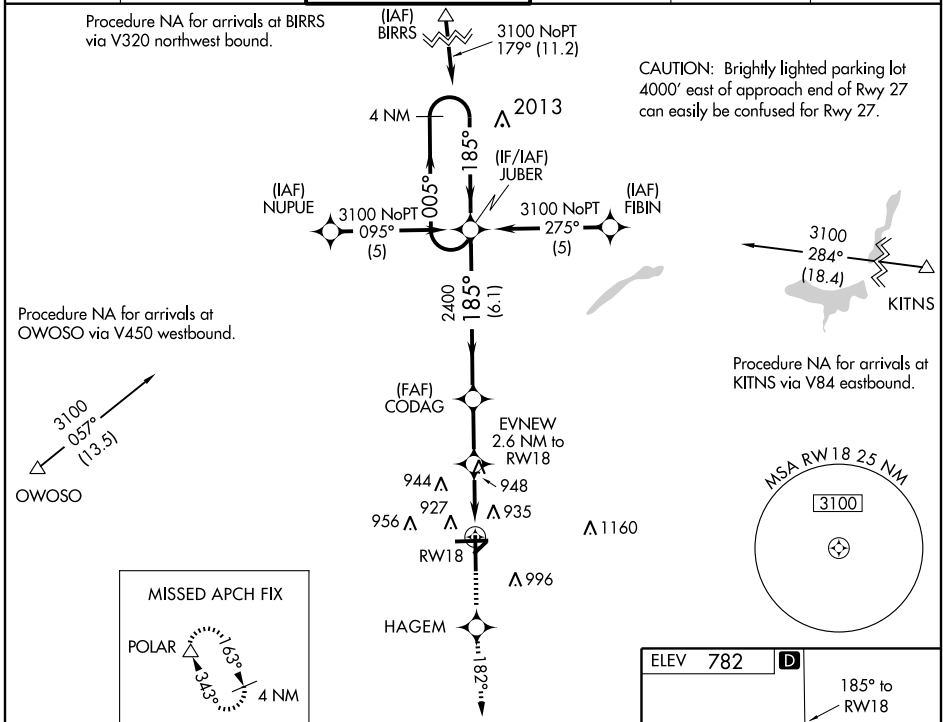 Procedure NA for arrivals at BIRRS
via V320 northwest bound.
(IAF)
BIRRS
3100 NoPT
179° (11.2)
CAUTION: Brightly lighted parking lot
4000' east of approach end of Rwy 27
can easily be confused for Rwy 27.
4 NM
2013
185°
005°
(IF/IAF)
JUBER
(IAF)
NUPUE
3100 NoPT
095°
(5)
3100 NoPT
275°
(5)
(IAF)
FIBIN
3100
284°
(18.4)
KITNS
2400
185°
(6.1)
Procedure NA for arrivals at
OWOSO via V450 westbound.
Procedure NA for arrivals at
KITNS via V84 eastbound.
3100
057°
(13.5)
OWOSO
(FAF)
CODAG
EVNEW
2.6 NM to
RW18
944
948
956
927
935
1160
RW18
996
MSA RW18 25 NM
3100
MISSED APCH FIX
POLAR
163°
343°
4 NM
HAGEM
182°
ELEV 782 D
185° to
RW18